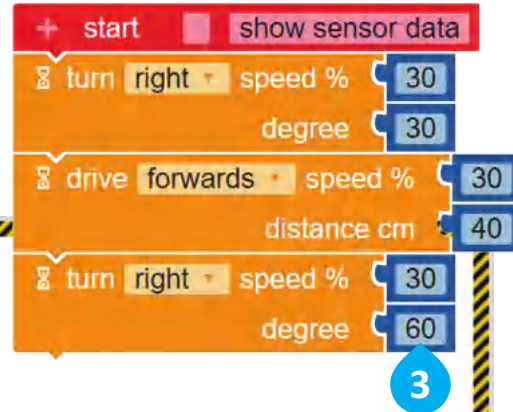 + start show sensor data
turn right speed % 30
degree 30
drive forwards speed % 30
distance cm 40
turn right speed % 30
degree 60
3